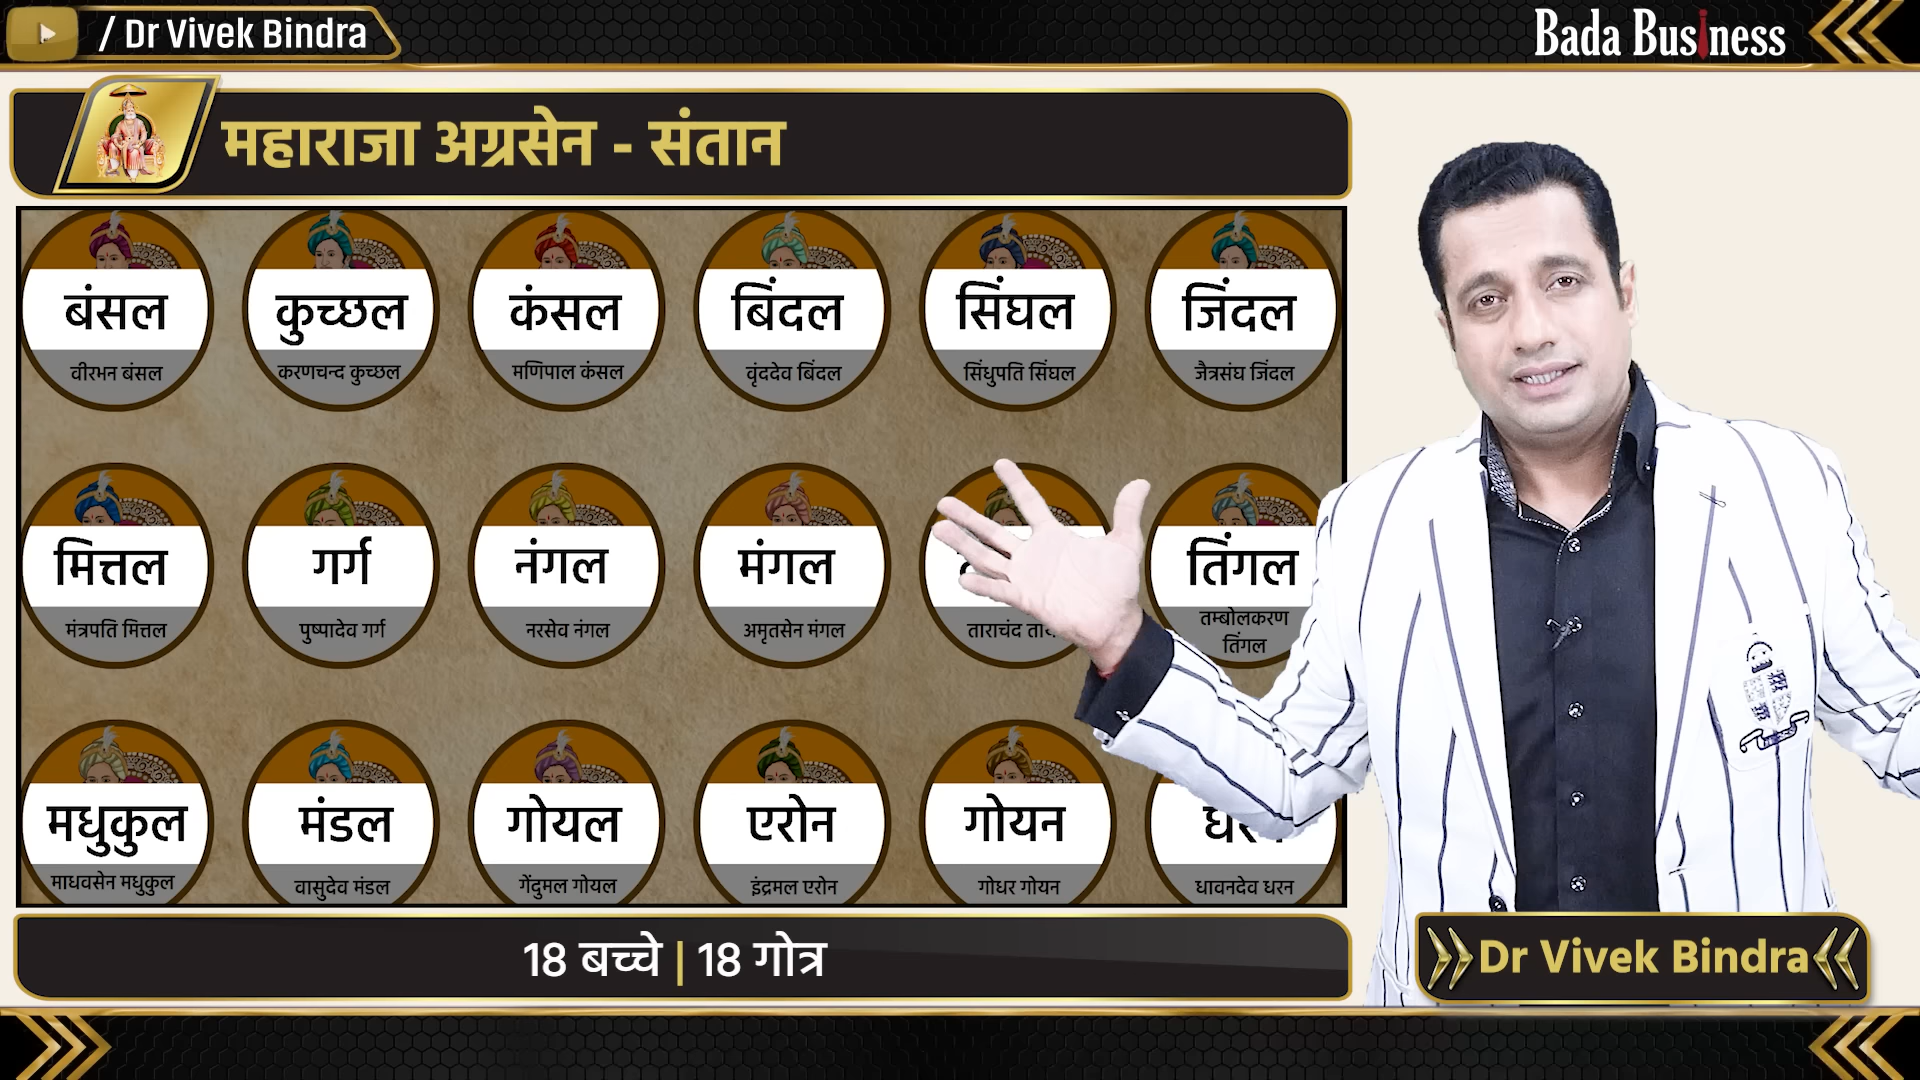 / Dr Vivek Bindra
Bada Business
महाराजा अग्रसेन - संतान
बंसल कुच्छल कंसल बिंदल सिंघल जिंदल
वीरभन बंसल करणचन्द कुच्छल मणिपाल कंसल वृंददेव बिंदल सिंधुपति सिंघल जैत्रसंघ जिंदल
मित्तल गर्ग नंगल मंगल तिंगल
मंत्रपति मित्तल पुष्पादेव गर्ग नरसेव नंगल अमृतसेन मंगल ताराचंद तम्बोलकरण
तिंगल
मधुकुल मंडल गोयल एरोन गोयन
माधवसेन मधुकुल वासुदेव मंडल गेंदुमल गोयल इंद्रमल एरोन गोधर गोयन धावनदेव धरन
18 बच्चे | 18 गोत्र
Dr Vivek Bindra